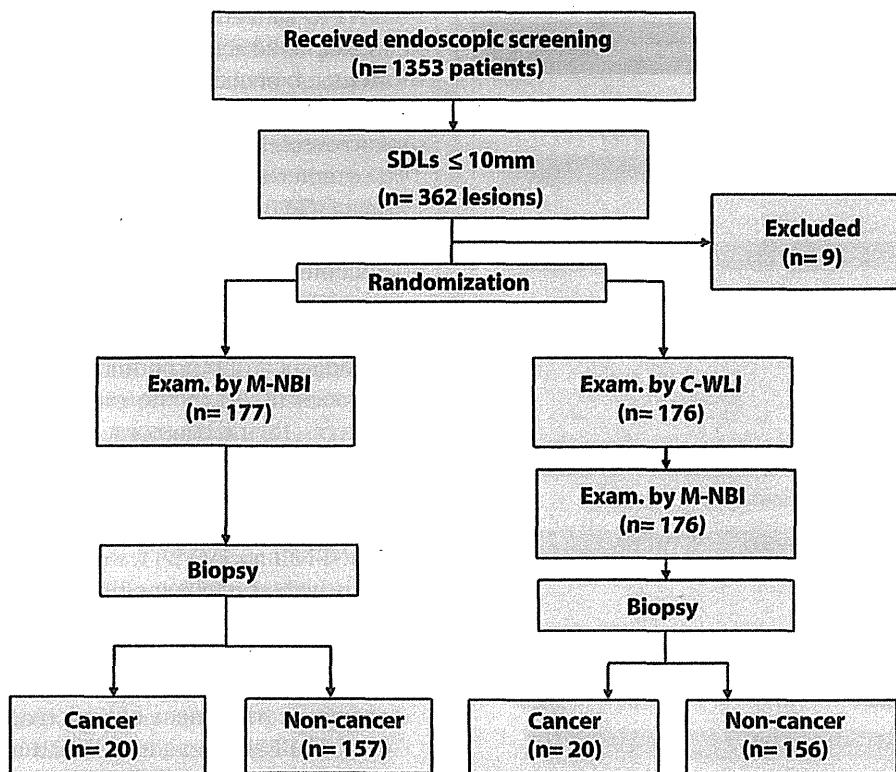 Received endoscopic screening
(n= 1353 patients)
SDLs ≤ 10mm
(n= 362 lesions)
Excluded
(n= 9)
Randomization
Exam. by M-NBI
(n= 177)
Exam. by C-WLI
(n= 176)
Exam. by M-NBI
(n= 176)
Biopsy
Biopsy
Cancer
(n= 20)
Non-cancer
(n= 157)
Cancer
(n= 20)
Non-cancer
(n= 156)